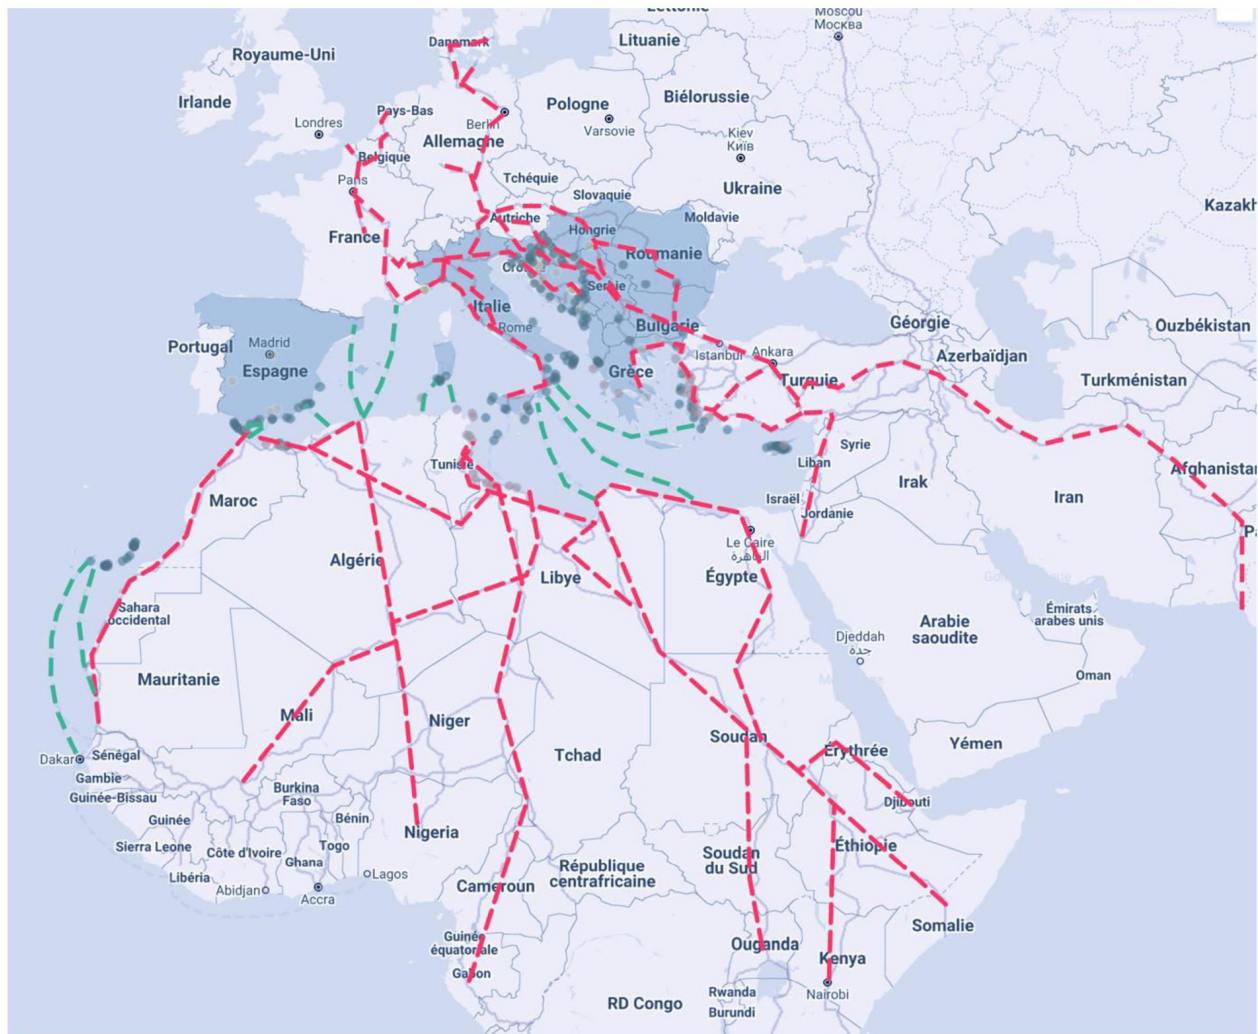 Lettonie
Moscou
Москва
Danemark
Lituanie
Royaume-Uni
Irlande
Pays-Bas
Pologne
Biélorussie
Londres
Berlin
Varsovie
Allemagne
Kiev
Київ
Belgique
Paris
Tchéquie
Ukraine
Slovaquie
Autriche
Moldavie
Kazakh
France
Hongrie
Roumanie
Serbie
Italie
Rome
Bulgarie
Géorgie
Ouzbékistan
Portugal
Madrid
Espagne
Istanbul
Ankara
Azerbaïdjan
Grèce
Turquie
Turkménistan
Syrie
Tunisie
Liban
Afghanistan
Maroc
Israël
Irak
Iran
Jordanie
Le Caire
القاهرة
Algérie
Libye
Égypte
Sahara
occidental
Émirats
arabes unis
Arabie
saoudite
Djeddah
جدة
Mauritanie
Oman
Mali
Niger
Soudan
Érythrée
Yémen
Dakar
Sénégal
Tchad
Gambie
Guinée-Bissau
Burkina
Faso
Djibouti
Guinée
Bénin
Nigeria
Sierra Leone
Côte d'Ivoire
Togo
Ghana
Éthiopie
Soudan
du Sud
République
centrafricaine
Libéria
Lagos
Abidjan
Accra
Cameroun
Somalie
Guinée
équatoriale
Ouganda
Kenya
Gabon
Rwanda
Nairobi
RD Congo
Burundi